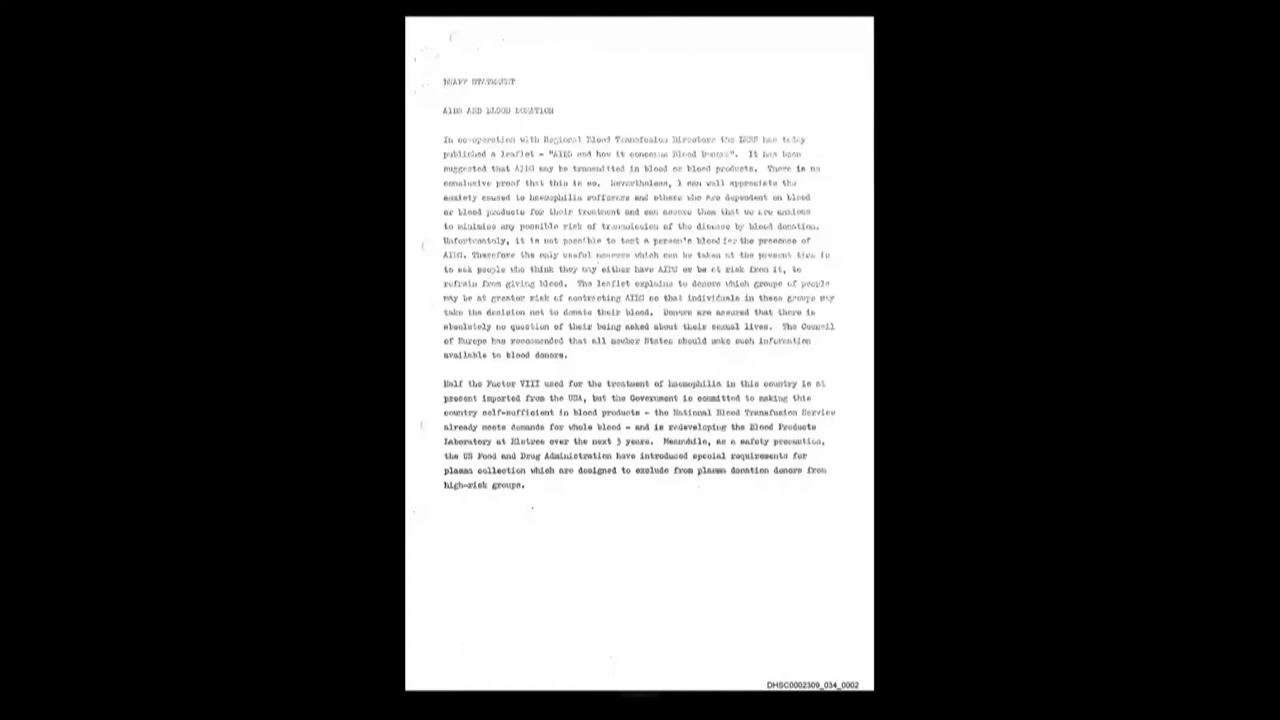 DRAFT STATEMENT
AIDS AND BLOOD DONATION
In co-operation with Regional Blood Transfusion Directors the DHSS has today
published a leaflet - "AIDS and how it concerns Blood Donors". It has been
suggested that AIDS may be transmitted in blood or blood products. There is no
conclusive proof that this is so. Nevertheless, I can well appreciate the
anxiety caused to haemophilia sufferers and others who are dependent on blood
or blood products for their treatment and can assure them that we are anxious
to minimise any possible risk of transmission of the disease by blood donation.
Unfortunately, it is not possible to test a person's blood for the presence of
AIDS. Therefore the only useful measure which can be taken at the present time is
to ask people who think they may either have AIDS or be at risk from it, to
refrain from giving blood. The leaflet explains to donors which groups of people
may be at greater risk of contracting AIDS so that individuals in these groups may
take the decision not to donate their blood. Donors are assured that there is
absolutely no question of their being asked about their sexual lives. The Council
of Europe has recommended that all member States should make such information
available to blood donors.
Half the Factor VIII used for the treatment of haemophilia in this country is at
present imported from the USA, but the Government is committed to making this
country self-sufficient in blood products - the National Blood Transfusion Service
already meets demands for whole blood - and is redeveloping the Blood Products
Laboratory at Elstree over the next 3 years. Meanwhile, as a safety precaution,
the US Food and Drug Administration have introduced special requirements for
plasma collection which are designed to exclude from plasma donation donors from
high-risk groups.
DHSC0002309_034_0002